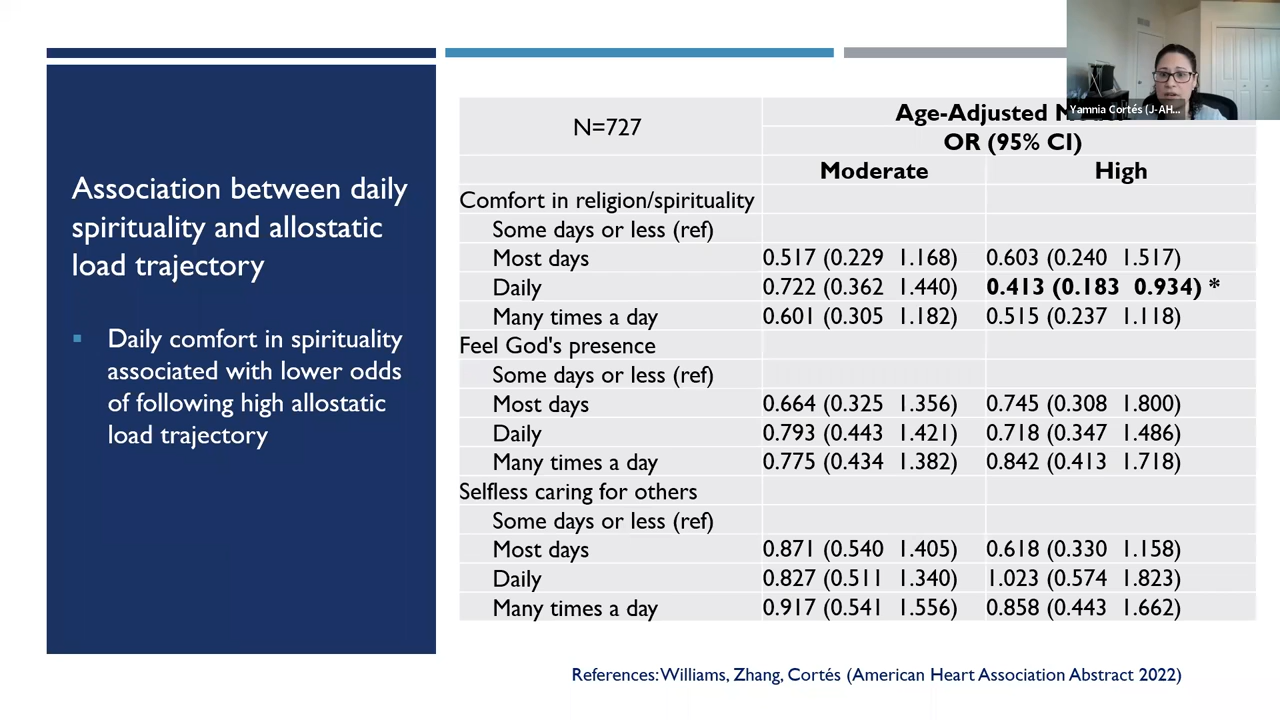 Association between daily
spirituality and allostatic
load trajectory
Daily comfort in spirituality
associated with lower odds
of following high allostatic
load trajectory
N=727 Age-Adjusted
OR (95% CI)
Moderate High
Comfort in religion/spirituality
Some days or less (ref)
Most days 0.517 (0.229 1.168) 0.603 (0.240 1.517)
Daily 0.722 (0.362 1.440) 0.413 (0.183 0.934) *
Many times a day 0.601 (0.305 1.182) 0.515 (0.237 1.118)
Feel God's presence
Some days or less (ref)
Most days 0.664 (0.325 1.356) 0.745 (0.308 1.800)
Daily 0.793 (0.443 1.421) 0.718 (0.347 1.486)
Many times a day 0.775 (0.434 1.382) 0.842 (0.413 1.718)
Selfless caring for others
Some days or less (ref)
Most days 0.871 (0.540 1.405) 0.618 (0.330 1.158)
Daily 0.827 (0.511 1.340) 1.023 (0.574 1.823)
Many times a day 0.917 (0.541 1.556) 0.858 (0.443 1.662)
References: Williams, Zhang, Cortés (American Heart Association Abstract 2022)
Yamnia Cortés (J-AH...